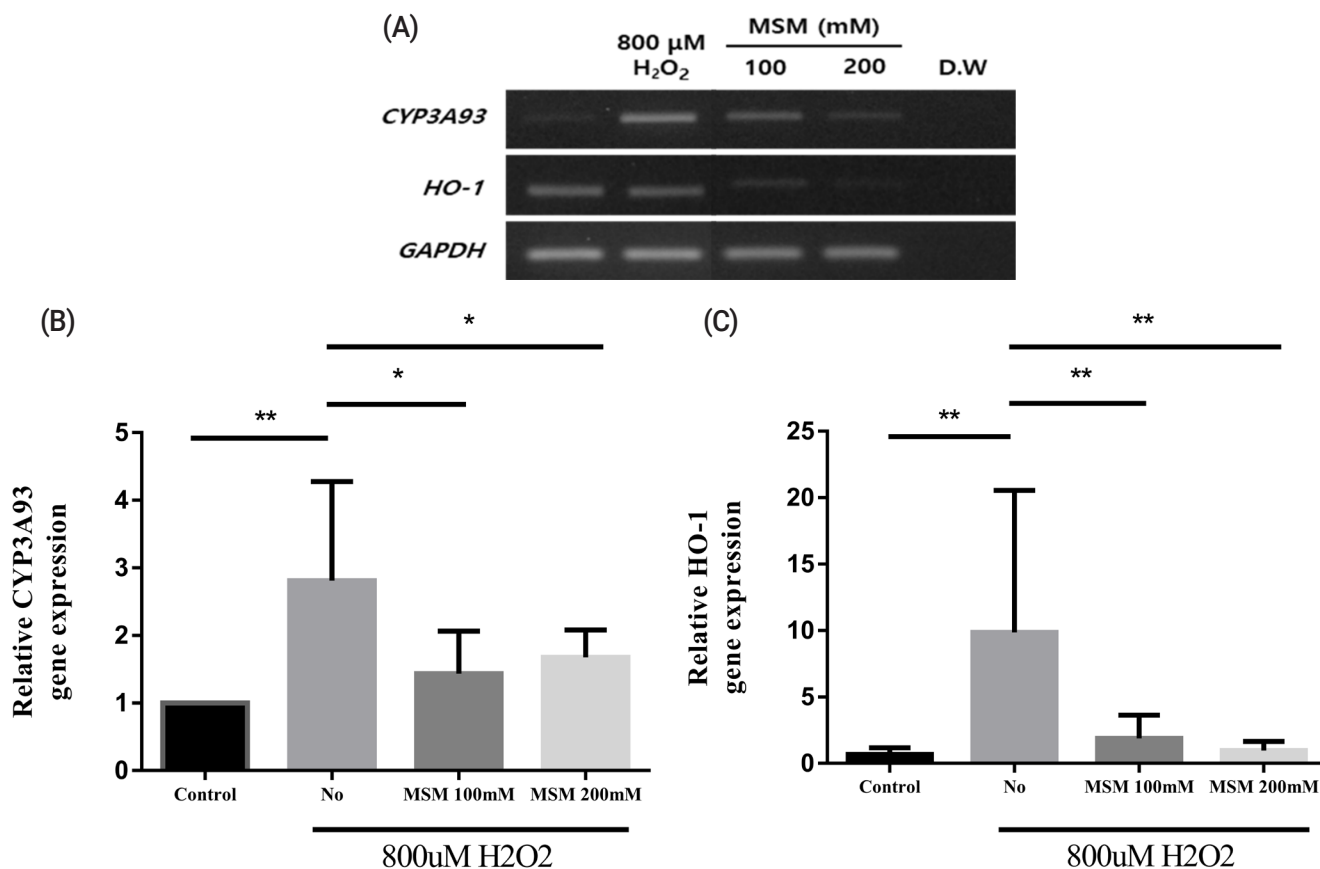 (A)
800 μM
H₂O₂
MSM (mM)
100 200
D.W
CYP3A93
HO-1
GAPDH
(B)
*
*
**
5
4
3
2
1
0
Relative CYP3A93
gene expression
Control No MSM 100mM MSM 200mM
800uM H2O2
(C)
**
**
**
25
20
15
10
5
0
Relative HO-1
gene expression
Control No MSM 100mM MSM 200mM
800uM H2O2